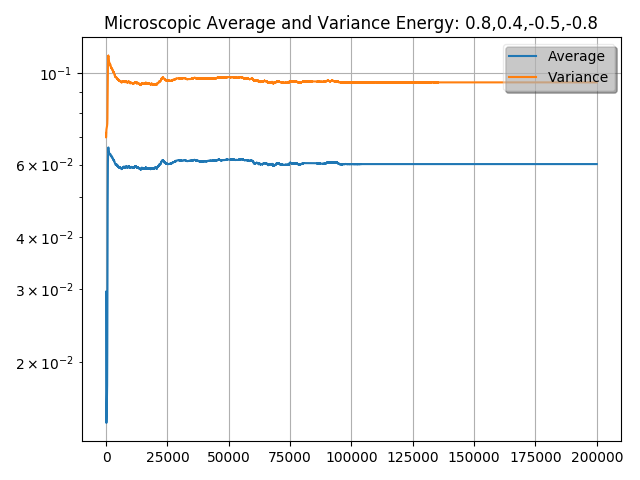 Microscopic Average and Variance Energy: 0.8,0.4,-0.5,-0.8
Average
Variance
10⁻¹
6 × 10⁻²
4 × 10⁻²
3 × 10⁻²
2 × 10⁻²
0 25000 50000 75000 100000 125000 150000 175000 200000